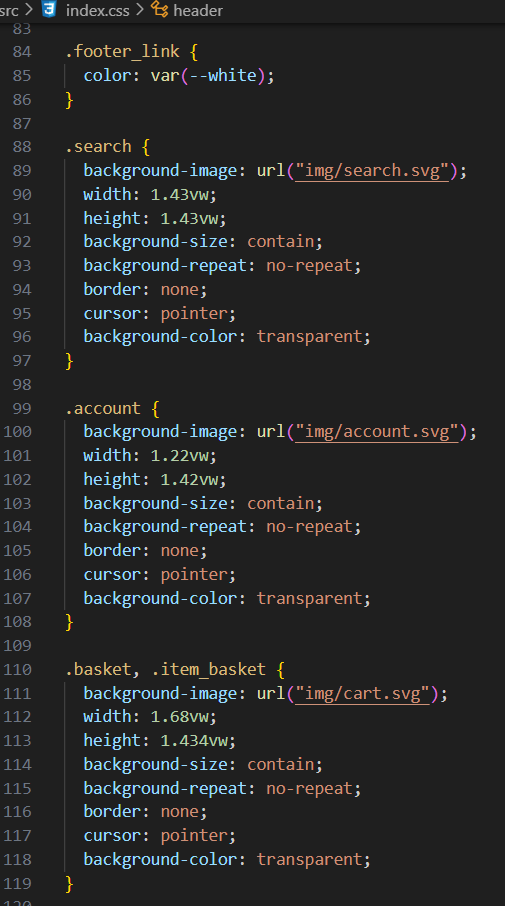 src > index.css > header
83
84 .footer_link {
85 color: var(--white);
86 }
87
88 .search {
89 background-image: url("img/search.svg");
90 width: 1.43vw;
91 height: 1.43vw;
92 background-size: contain;
93 background-repeat: no-repeat;
94 border: none;
95 cursor: pointer;
96 background-color: transparent;
97 }
98
99 .account {
100 background-image: url("img/account.svg");
101 width: 1.22vw;
102 height: 1.42vw;
103 background-size: contain;
104 background-repeat: no-repeat;
105 border: none;
106 cursor: pointer;
107 background-color: transparent;
108 }
109
110 .basket, .item_basket {
111 background-image: url("img/cart.svg");
112 width: 1.68vw;
113 height: 1.434vw;
114 background-size: contain;
115 background-repeat: no-repeat;
116 border: none;
117 cursor: pointer;
118 background-color: transparent;
119 }
120